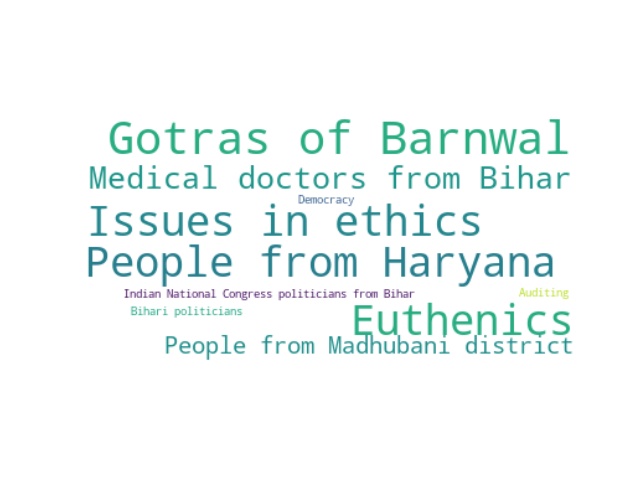 Gotras of Barnwal
Medical doctors from Bihar
Democracy
Issues in ethics
People from Haryana
Indian National Congress politicians from Bihar
Auditing
Bihari politicians
Euthenics
People from Madhubani district